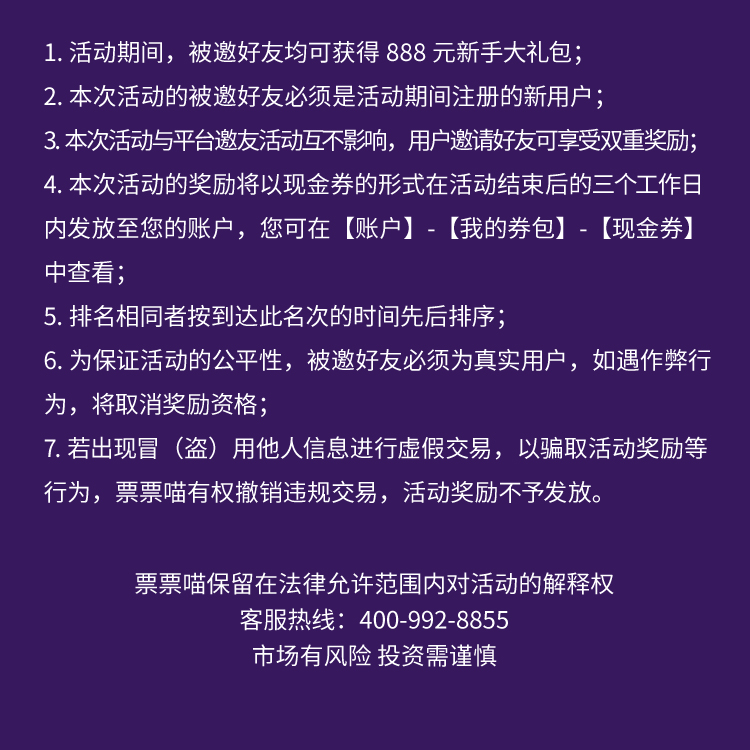 1. 活动期间，被邀好友均可获得 888 元新手大礼包；
2. 本次活动的被邀好友必须是活动期间注册的新用户；
3. 本次活动与平台邀友活动互不影响，用户邀请好友可享受双重奖励；
4. 本次活动的奖励将以现金券的形式在活动结束后的三个工作日
内发放至您的账户，您可在【账户】-【我的券包】-【现金券】
中查看；
5. 排名相同者按到达此名次的时间先后排序；
6. 为保证活动的公平性，被邀好友必须为真实用户，如遇作弊行
为，将取消奖励资格；
7. 若出现冒（盗）用他人信息进行虚假交易，以骗取活动奖励等
行为，票票喵有权撤销违规交易，活动奖励不予发放。
票票喵保留在法律允许范围内对活动的解释权
客服热线：400-992-8855
市场有风险 投资需谨慎